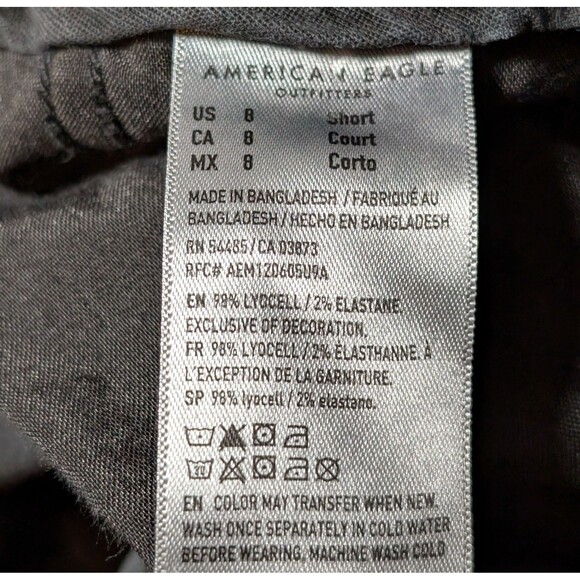 AMERICAN EAGLE
OUTFITTERS
US 8 Short
CA 8 Court
MX 8 Corto
MADE IN BANGLADESH / FABRIQUÉ AU
BANGLADESH / HECHO EN BANGLADESH
RN 54485 / CA 03873
RFC# AEM120605U9A
EN 98% LYOCELL / 2% ELASTANE.
EXCLUSIVE OF DECORATION.
FR 98% LYOCELL / 2% ÉLASTHANNE. À
L'EXCEPTION DE LA GARNITURE.
SP 98% lyocell / 2% elastano.
EN COLOR MAY TRANSFER WHEN NEW.
WASH ONCE SEPARATELY IN COLD WATER
BEFORE WEARING. MACHINE WASH COLD